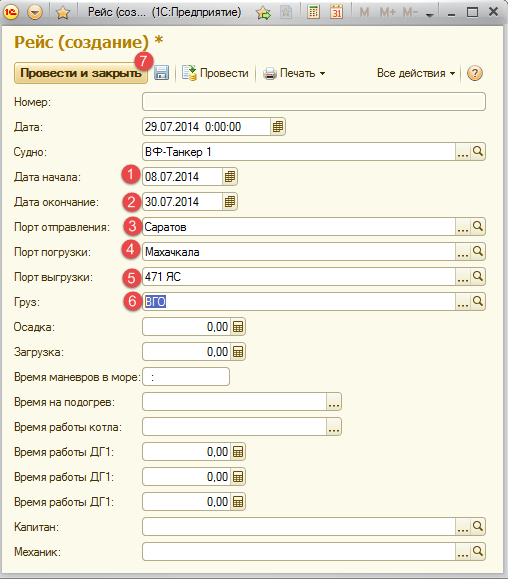 Рейс (соз... (1С:Предприятие)
31 M M+ M-
Рейс (создание) *
7
Провести и закрыть Провести Печать Все действия ?
Номер:
Дата: 29.07.2014 0:00:00
Судно: ВФ-Танкер 1 ...
Дата начала: 1 08.07.2014
Дата окончание: 2 30.07.2014
Порт отправления: 3 Саратов ...
Порт погрузки: 4 Махачкала ...
Порт выгрузки: 5 471 ЯС ...
Груз: 6 ВГО ...
Осадка: 0,00
Загрузка: 0,00
Время маневров в море: :
Время на подогрев: ...
Время работы котла: ...
Время работы ДГ1: 0,00
Время работы ДГ1: 0,00
Время работы ДГ1: 0,00
Капитан: ...
Механик: ...